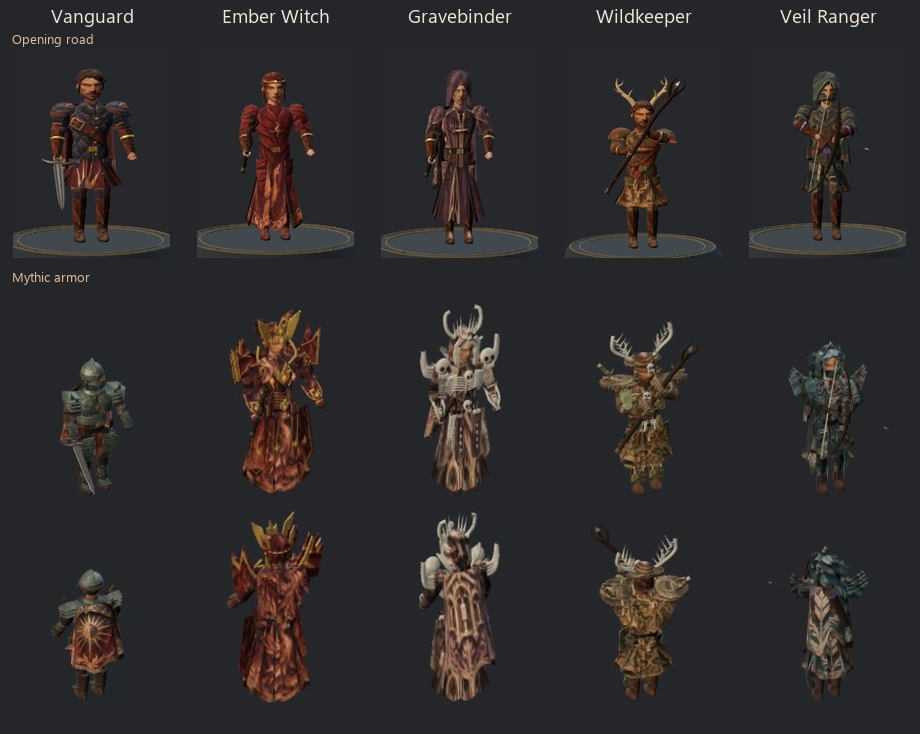 Vanguard Ember Witch Gravebinder Wildkeeper Veil Ranger
Opening road
Mythic armor